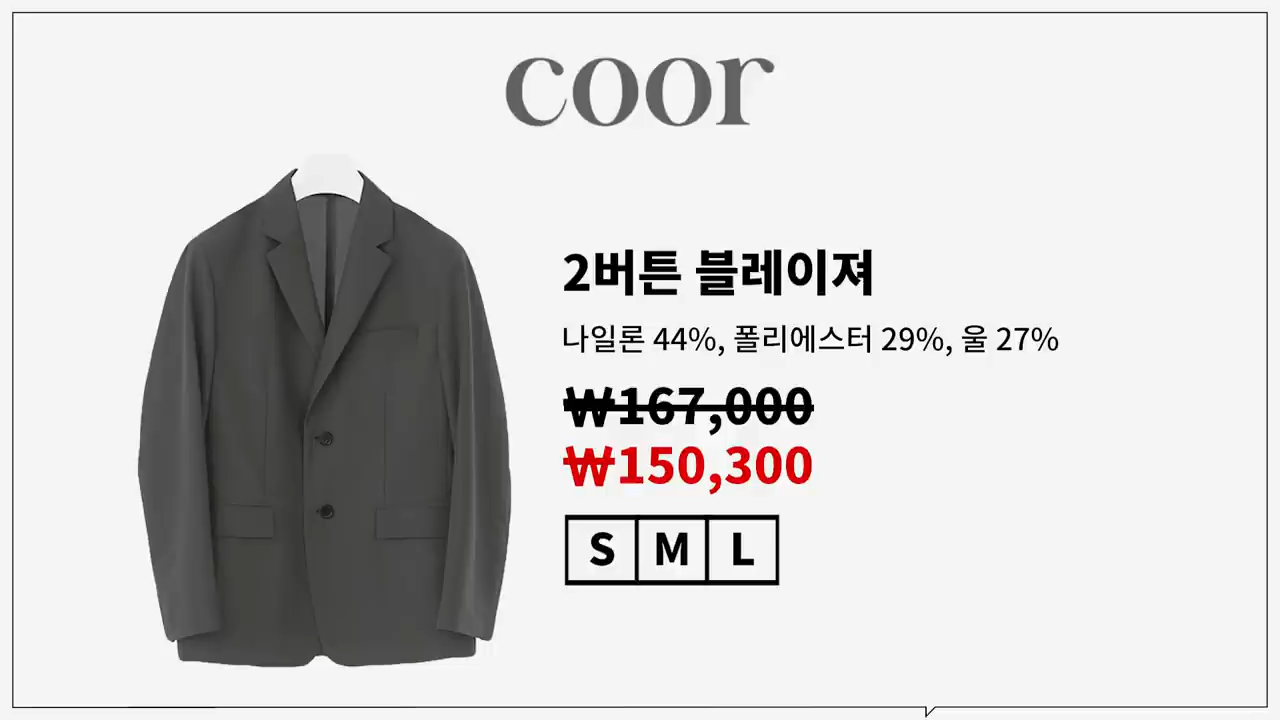 coor
2버튼 블레이져
나일론 44%, 폴리에스터 29%, 울 27%
₩167,000
₩150,300
S M L